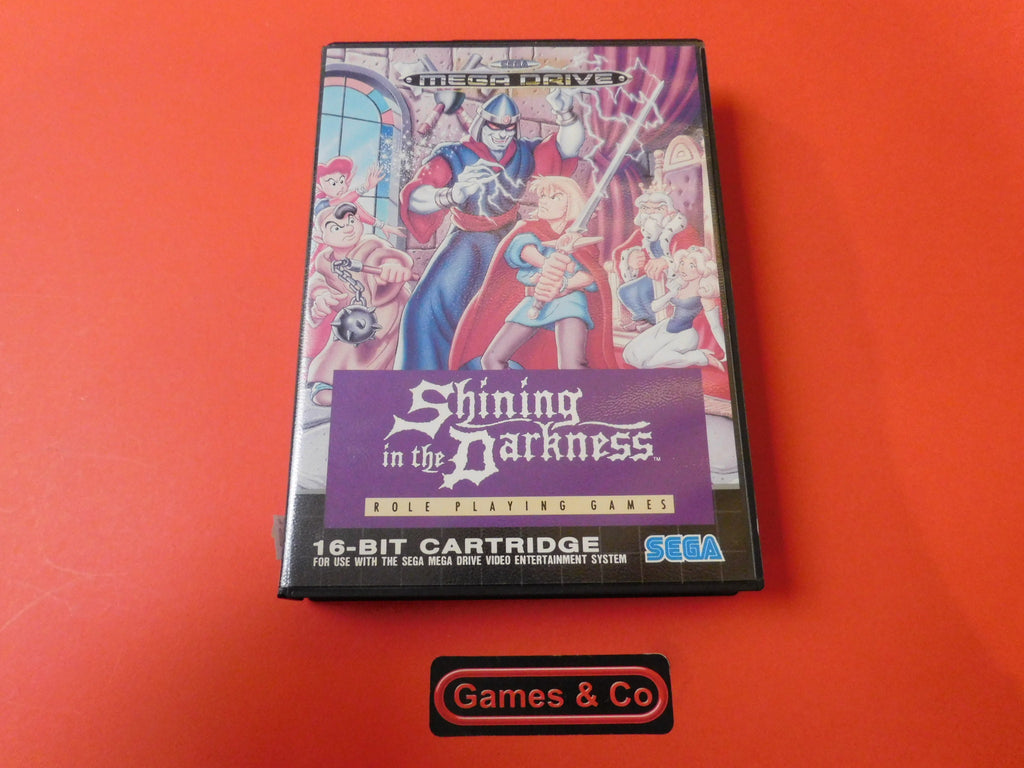 SEGA
MEGA DRIVE
Shining
in the Darkness™
ROLE PLAYING GAMES
16-BIT CARTRIDGE
FOR USE WITH THE SEGA MEGA DRIVE VIDEO ENTERTAINMENT SYSTEM
SEGA
Games & Co